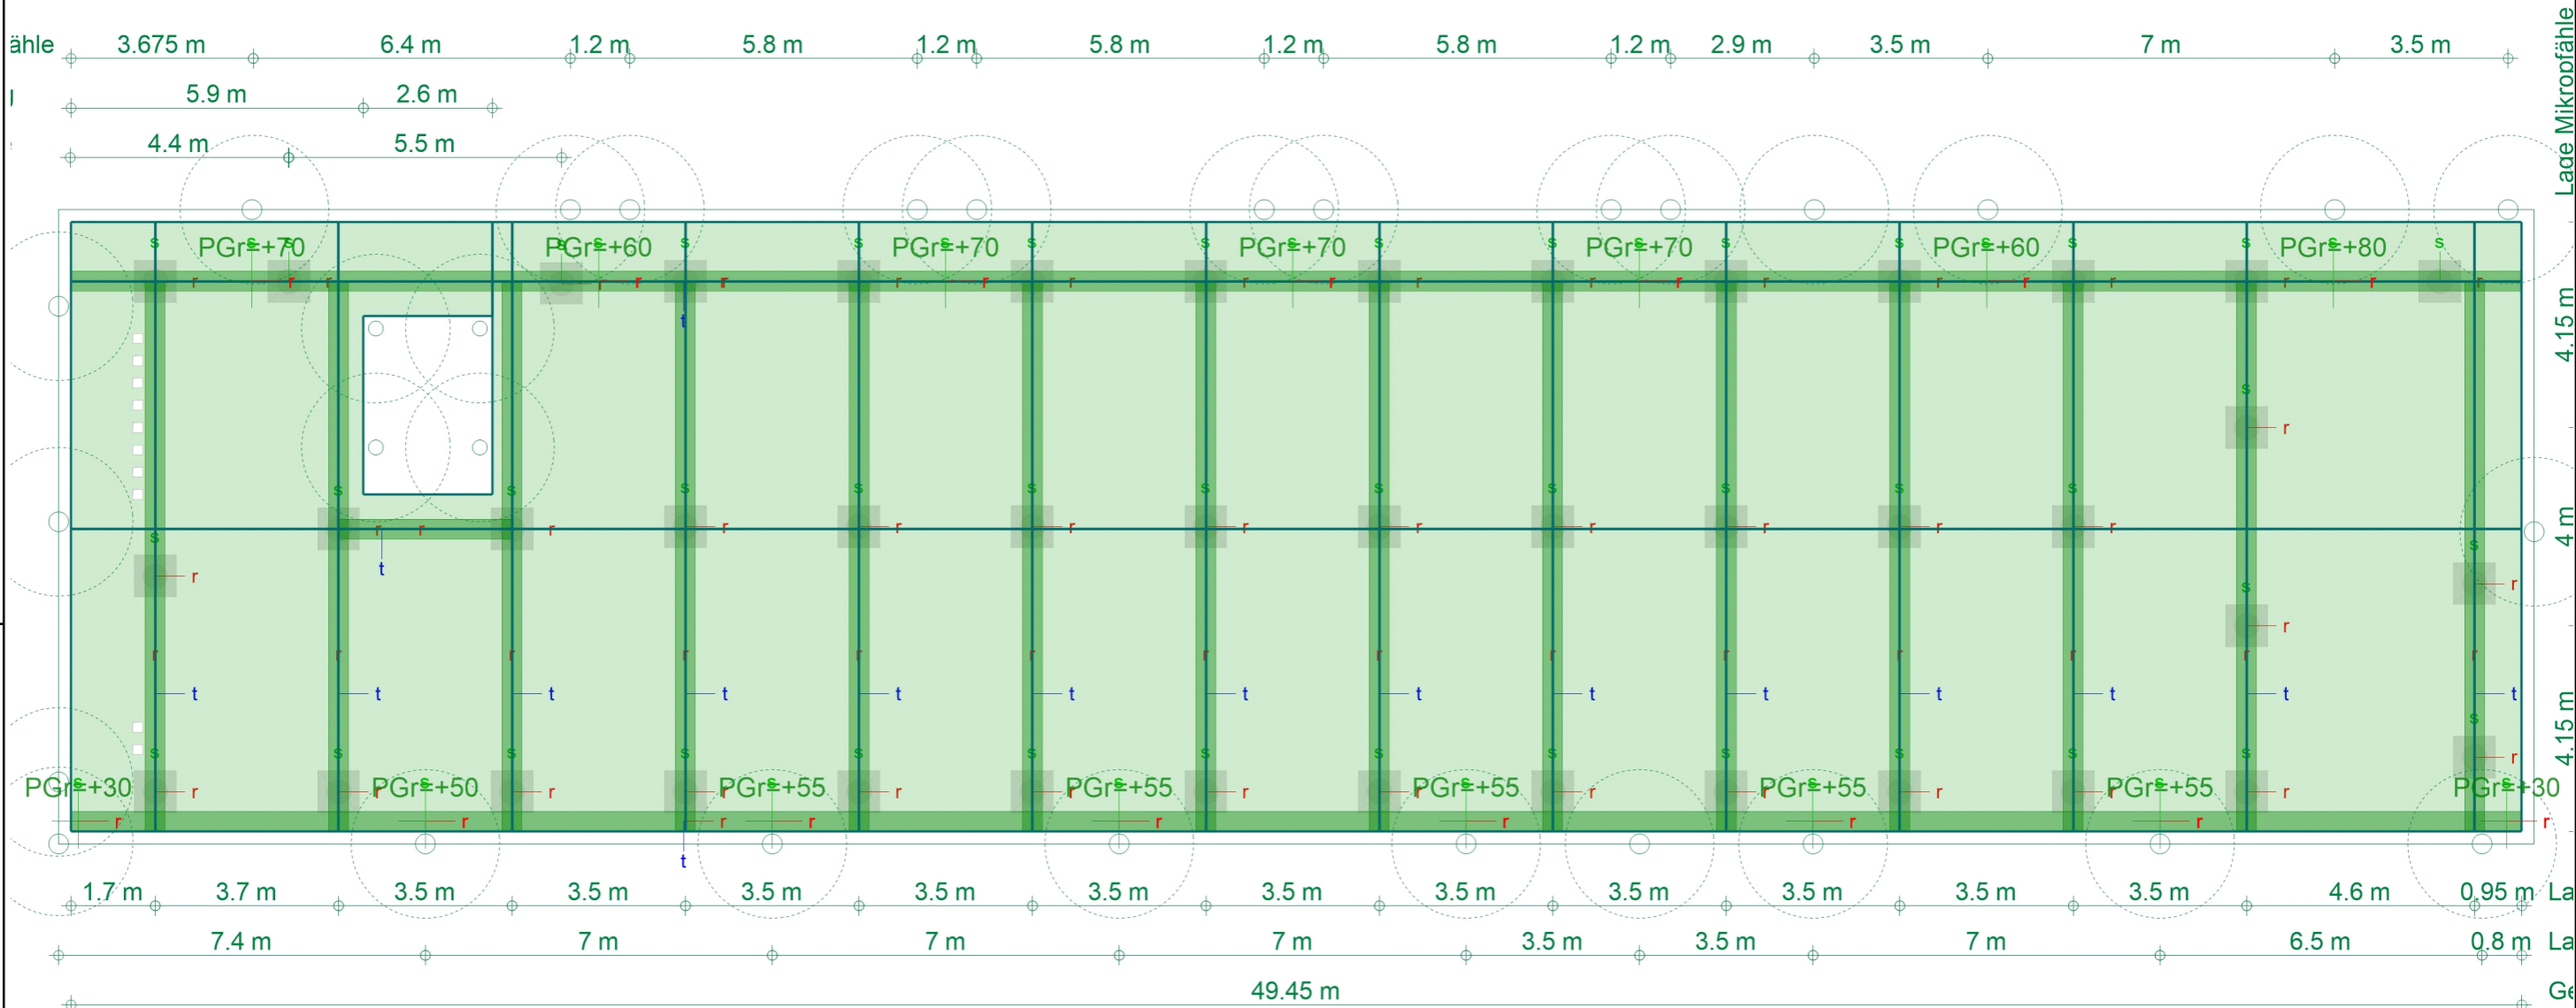 ähle 3.675 m 6.4 m 1.2 m 5.8 m 1.2 m 5.8 m 1.2 m 5.8 m 1.2 m 2.9 m 3.5 m 7 m 3.5 m
5.9 m 2.6 m
4.4 m 5.5 m
Lage Mikropfähle
s PGr=+70 s s s PGr=+60 s s s PGr=+70 s s s PGr=+70 s s s PGr=+70 s s s PGr=+60 s s s PGr=+80 s s
r r r r r r r r r r r r r r r r r r r r r r
t
4.15 m
s
r
s s s s s s s s s s s
r r r r r r r r r r r r
4 m
s s
t
r r
s
r
r r r r r r r r r r r r r r
t t t t t t t t t t t t t t
4.15 m
s
s s s s s s s s s s s s s
r
PGr=+30 s PGr=+50 s PGr=+55 s PGr=+55 s PGr=+55 s PGr=+55 s PGr=+55 s PGr=+30 s
r r r r r r r r r r r r r
r r r r r r r r r
t
1.7 m 3.7 m 3.5 m 3.5 m 3.5 m 3.5 m 3.5 m 3.5 m 3.5 m 3.5 m 3.5 m 3.5 m 3.5 m 4.6 m 0.95 m La
7.4 m 7 m 7 m 7 m 3.5 m 3.5 m 7 m 6.5 m 0.8 m La
49.45 m Ge